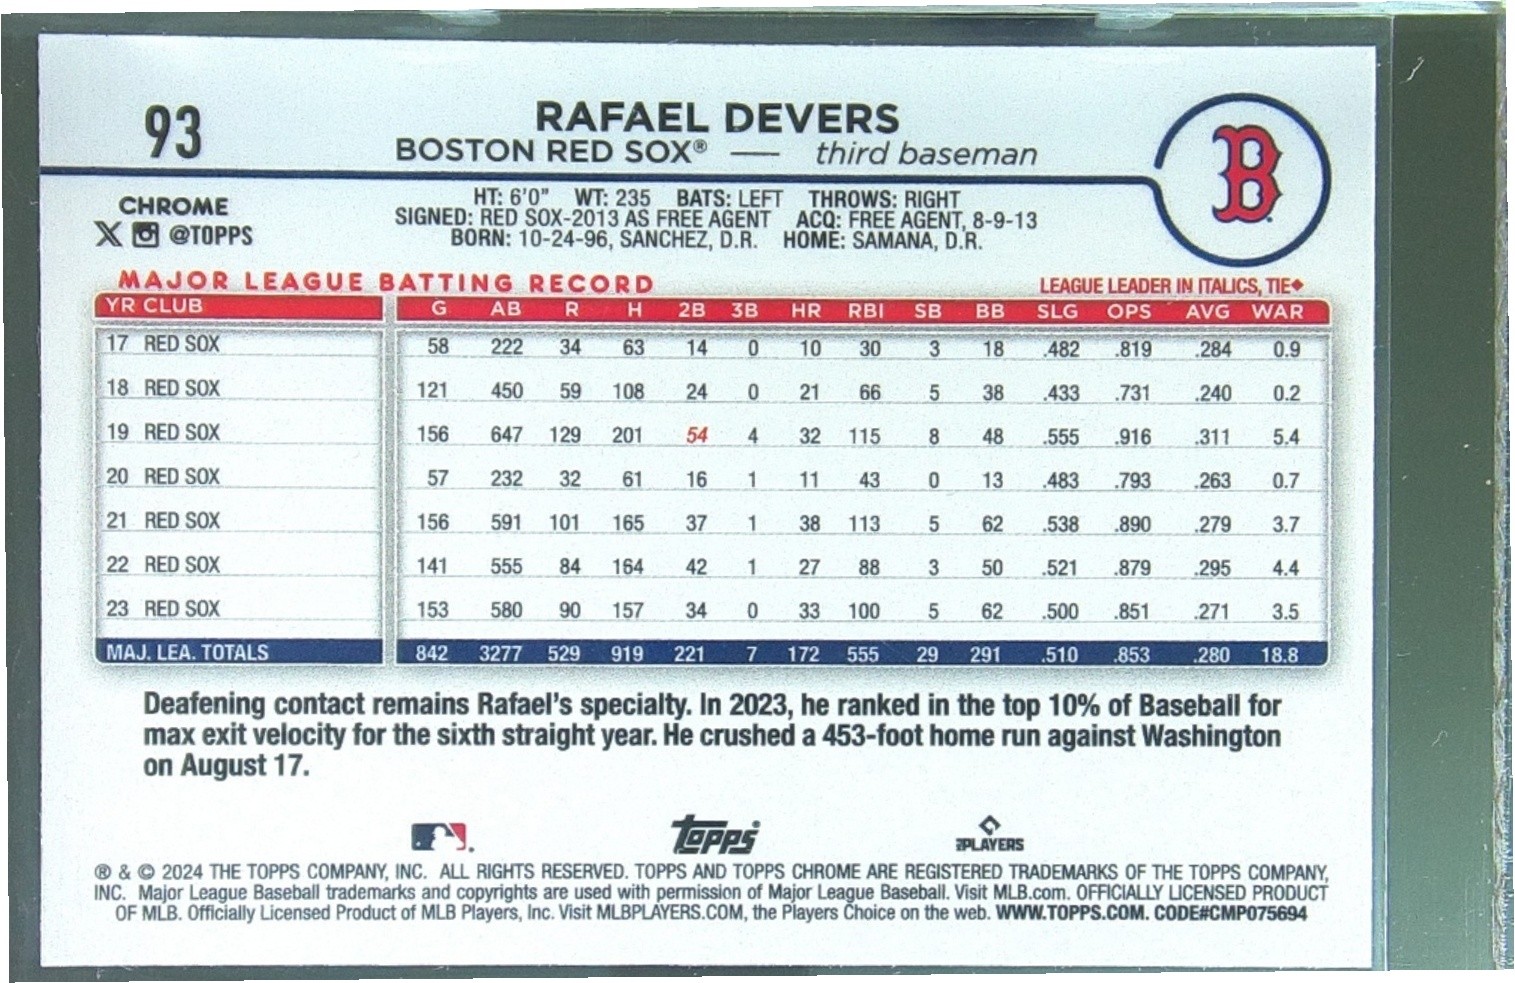 93
RAFAEL DEVERS
BOSTON RED SOX® — third baseman
B
CHROME
X @TOPPS
HT: 6'0" WT: 235 BATS: LEFT THROWS: RIGHT
SIGNED: RED SOX-2013 AS FREE AGENT ACQ: FREE AGENT, 8-9-13
BORN: 10-24-96, SANCHEZ, D.R. HOME: SAMANA, D.R.
MAJOR LEAGUE BATTING RECORD LEAGUE LEADER IN ITALICS, TIE◆
YR CLUB G AB R H 2B 3B HR RBI SB BB SLG OPS AVG WAR
17 RED SOX 58 222 34 63 14 0 10 30 3 18 .482 .819 .284 0.9
18 RED SOX 121 450 59 108 24 0 21 66 5 38 .433 .731 .240 0.2
19 RED SOX 156 647 129 201 54 4 32 115 8 48 .555 .916 .311 5.4
20 RED SOX 57 232 32 61 16 1 11 43 0 13 .483 .793 .263 0.7
21 RED SOX 156 591 101 165 37 1 38 113 5 62 .538 .890 .279 3.7
22 RED SOX 141 555 84 164 42 1 27 88 3 50 .521 .879 .295 4.4
23 RED SOX 153 580 90 157 34 0 33 100 5 62 .500 .851 .271 3.5
MAJ. LEA. TOTALS 842 3277 529 919 221 7 172 555 29 291 .510 .853 .280 18.8
Deafening contact remains Rafael's specialty. In 2023, he ranked in the top 10% of Baseball for
max exit velocity for the sixth straight year. He crushed a 453-foot home run against Washington
on August 17.
Topps PLAYERS
® & © 2024 THE TOPPS COMPANY, INC. ALL RIGHTS RESERVED. TOPPS AND TOPPS CHROME ARE REGISTERED TRADEMARKS OF THE TOPPS COMPANY,
INC. Major League Baseball trademarks and copyrights are used with permission of Major League Baseball. Visit MLB.com. OFFICIALLY LICENSED PRODUCT
OF MLB. Officially Licensed Product of MLB Players, Inc. Visit MLBPLAYERS.COM, the Players Choice on the web. WWW.TOPPS.COM. CODE#CMP075694